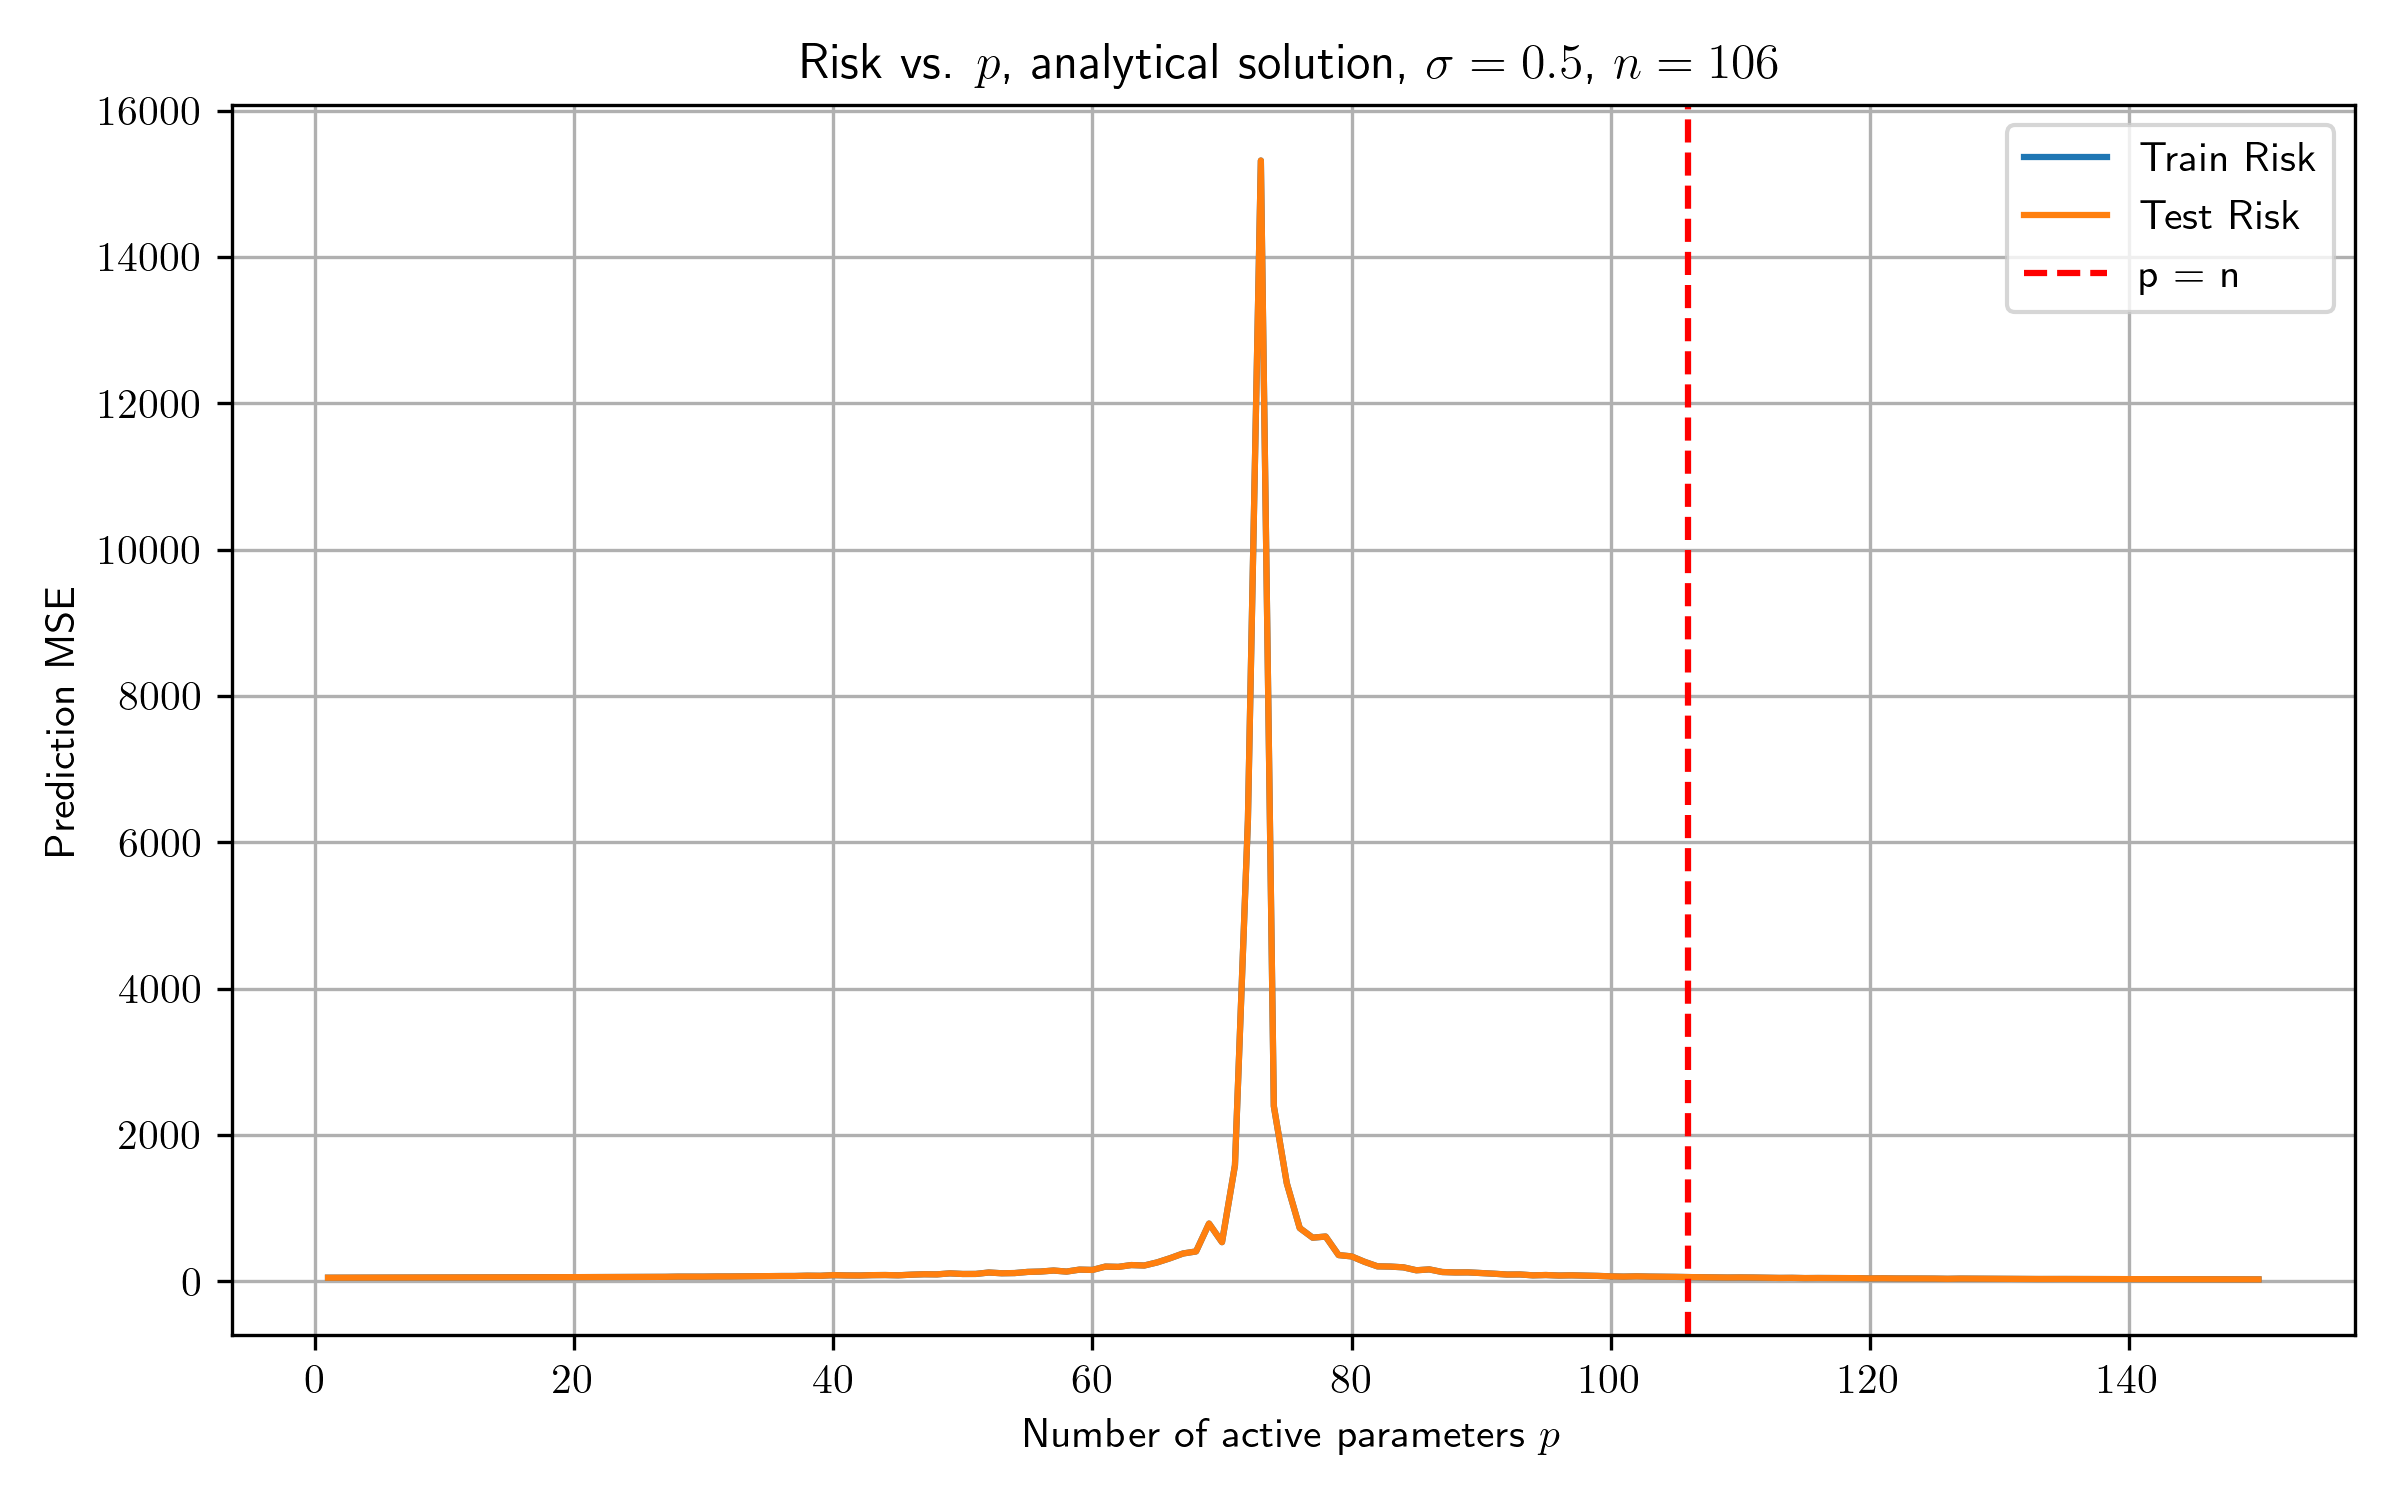 Risk vs. p, analytical solution, σ = 0.5, n = 106
16000
14000
12000
10000
8000
6000
4000
2000
0
Prediction MSE
Train Risk
Test Risk
p = n
0 20 40 60 80 100 120 140
Number of active parameters p